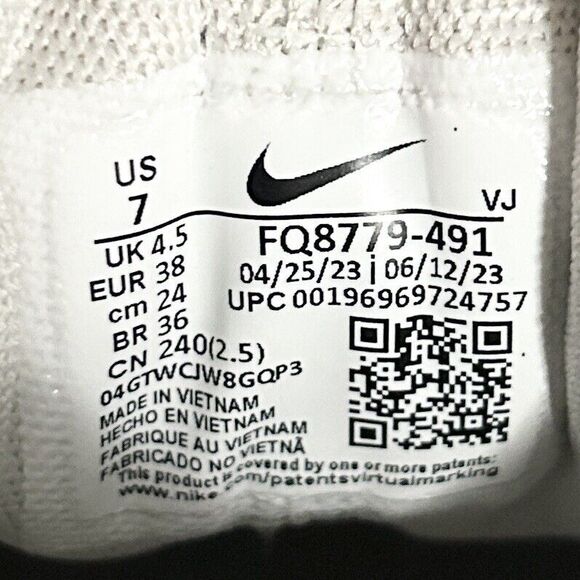 US
7
VJ
UK 4.5
EUR 38
cm 24
BR 36
CN 240(2.5)
FQ8779-491
04/25/23 | 06/12/23
UPC 00196969724757
04GTWCJW8GQP3
MADE IN VIETNAM
HECHO EN VIETNAM
FABRIQUE AU VIETNAM
FABRICADO NO VIETNÃ
This product is covered by one or more patents:
www.nike.com/patentsvirtualmarking